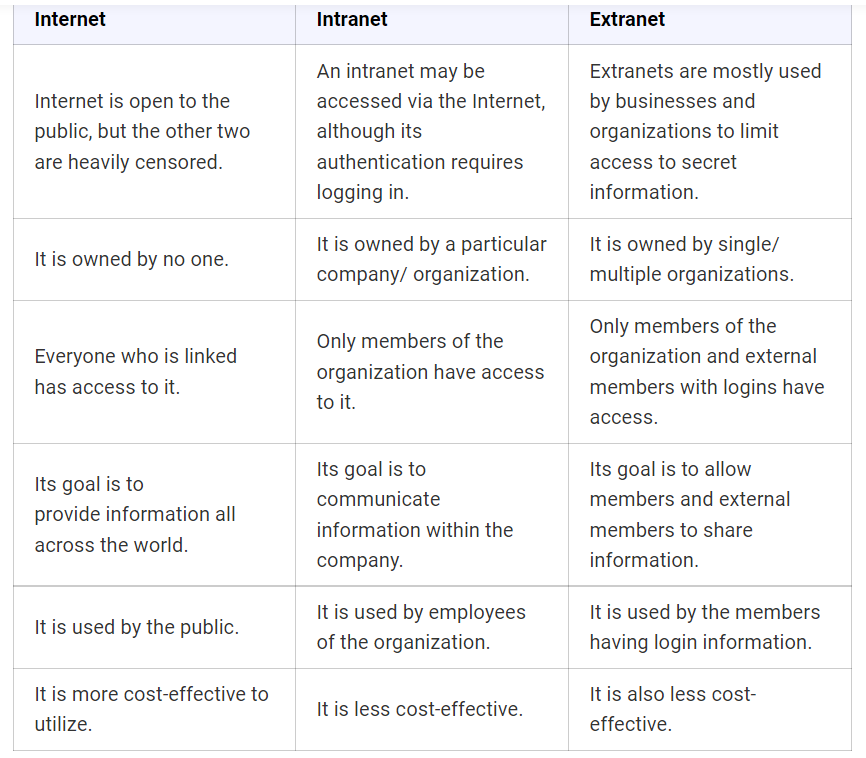 Internet
Intranet
Extranet
Internet is open to the
public, but the other two
are heavily censored.
An intranet may be
accessed via the Internet,
although its
authentication requires
logging in.
Extranets are mostly used
by businesses and
organizations to limit
access to secret
information.
It is owned by no one.
It is owned by a particular
company/ organization.
It is owned by single/
multiple organizations.
Everyone who is linked
has access to it.
Only members of the
organization have access
to it.
Only members of the
organization and external
members with logins have
access.
Its goal is to
provide information all
across the world.
Its goal is to
communicate
information within the
company.
Its goal is to allow
members and external
members to share
information.
It is used by the public.
It is used by employees
of the organization.
It is used by the members
having login information.
It is more cost-effective to
utilize.
It is less cost-effective.
It is also less cost-
effective.